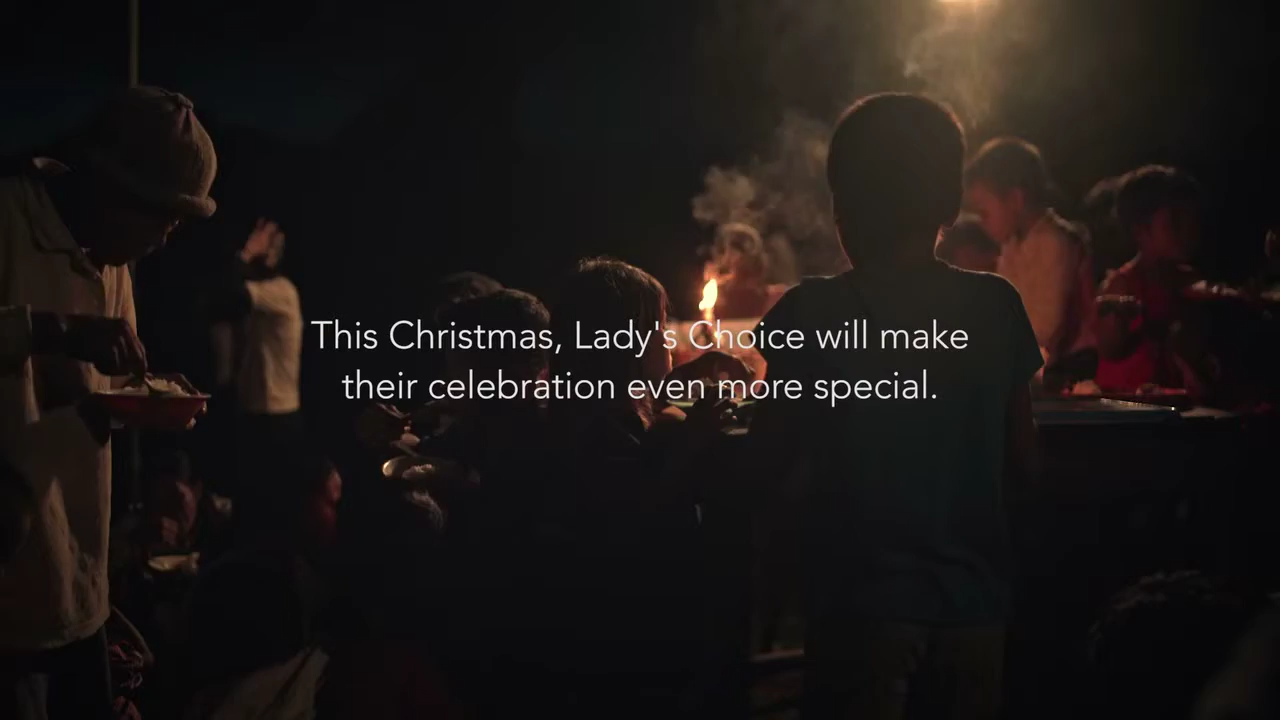 This Christmas, Lady's Choice will make
their celebration even more special.